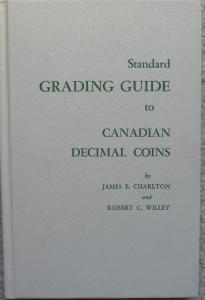 Standard
GRADING GUIDE
to
CANADIAN
DECIMAL COINS
by
JAMES E. CHARLTON
and
ROBERT C. WILLEY